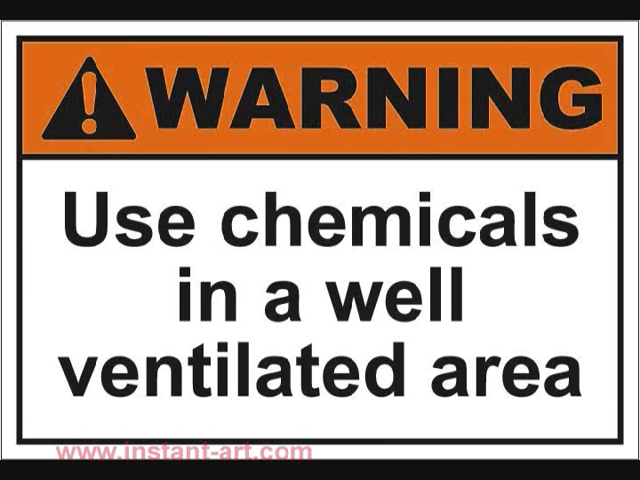 WARNING
Use chemicals
in a well
ventilated area
www.instant-art.com